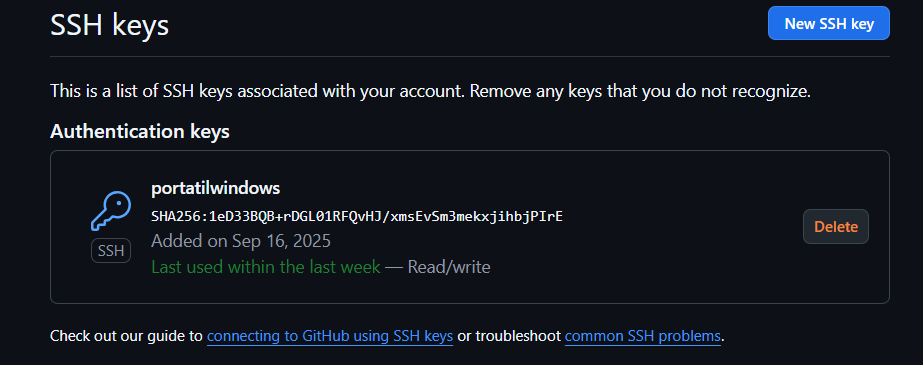 SSH keys
New SSH key
This is a list of SSH keys associated with your account. Remove any keys that you do not recognize.
Authentication keys
portatilwindows
SHA256:1eD33BQB+rDGL01RFQvHJ/xmsEvSm3mekxjihbjPIrE
SSH
Added on Sep 16, 2025
Last used within the last week — Read/write
Delete
Check out our guide to connecting to GitHub using SSH keys or troubleshoot common SSH problems.